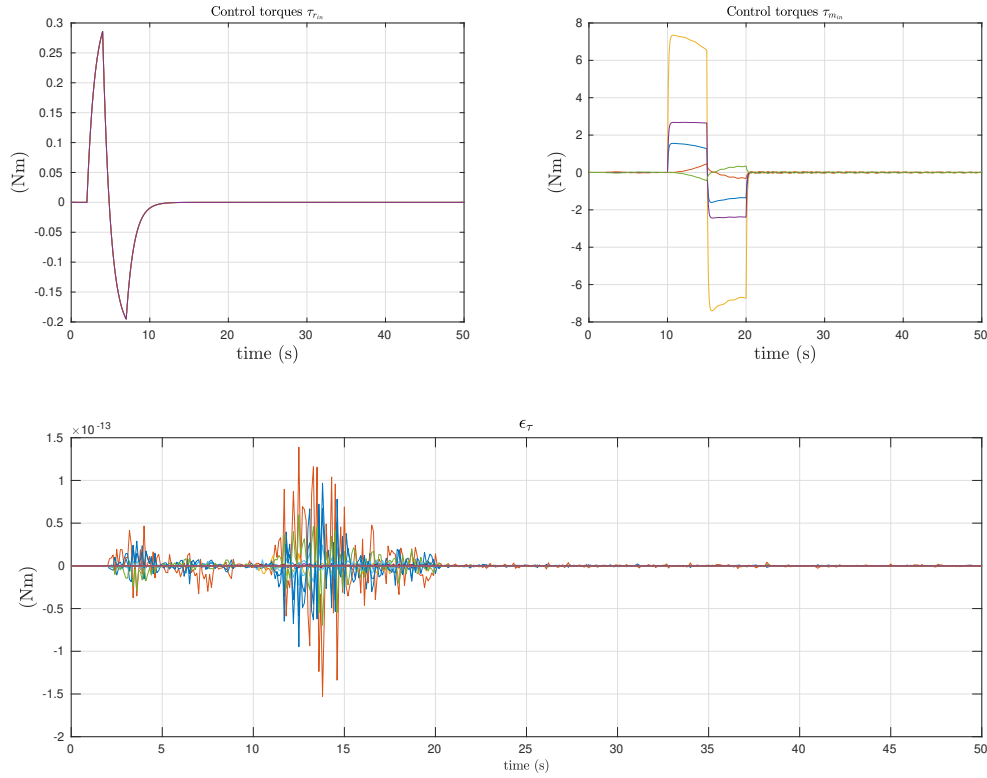 Control torques τ_{r_{in}}
0.3
0.25
0.2
0.15
0.1
0.05
0
-0.05
-0.1
-0.15
-0.2
(Nm)
0 10 20 30 40 50
time (s)
Control torques τ_{m_{in}}
8
6
4
2
0
-2
-4
-6
-8
(Nm)
0 10 20 30 40 50
time (s)
ϵ_τ
×10⁻¹³
1.5
1
0.5
0
-0.5
-1
-1.5
-2
(Nm)
0 5 10 15 20 25 30 35 40 45 50
time (s)